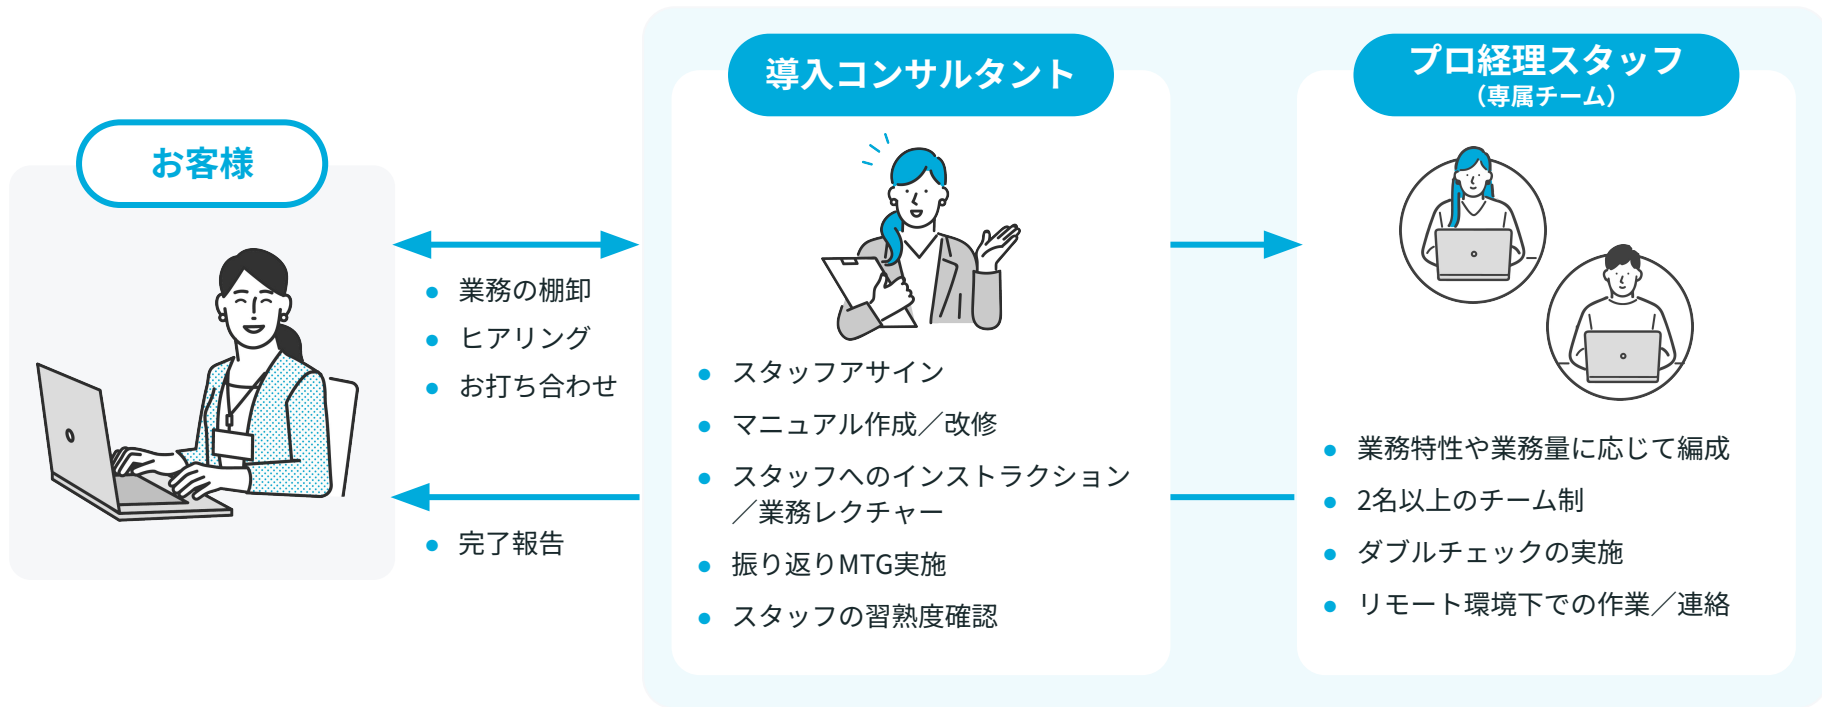 お客様
業務の棚卸
ヒアリング
お打ち合わせ
完了報告
導入コンサルタント
スタッフアサイン
マニュアル作成／改修
スタッフへのインストラクション
／業務レクチャー
振り返りMTG実施
スタッフの習熟度確認
プロ経理スタッフ
（専属チーム）
業務特性や業務量に応じて編成
2名以上のチーム制
ダブルチェックの実施
リモート環境下での作業／連絡